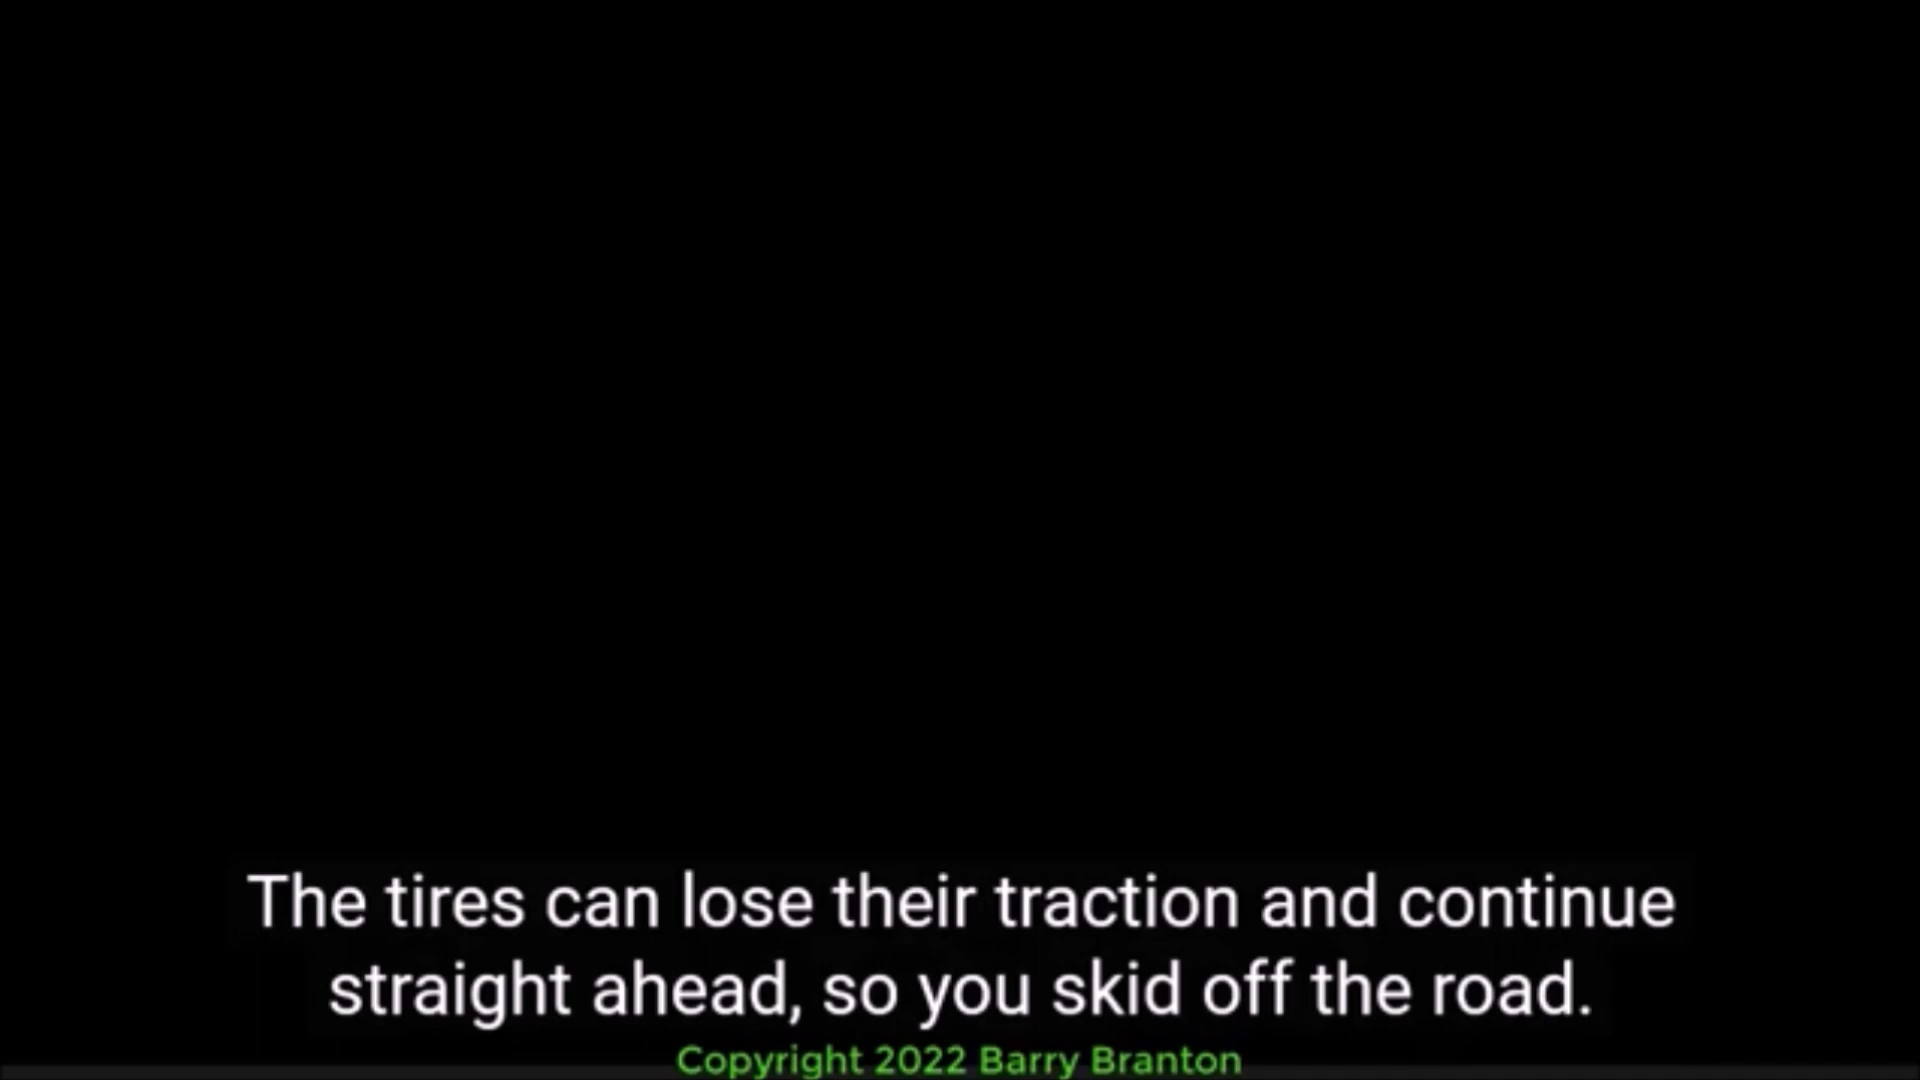 The tires can lose their traction and continue
straight ahead, so you skid off the road.
Copyright 2022 Barry Branton